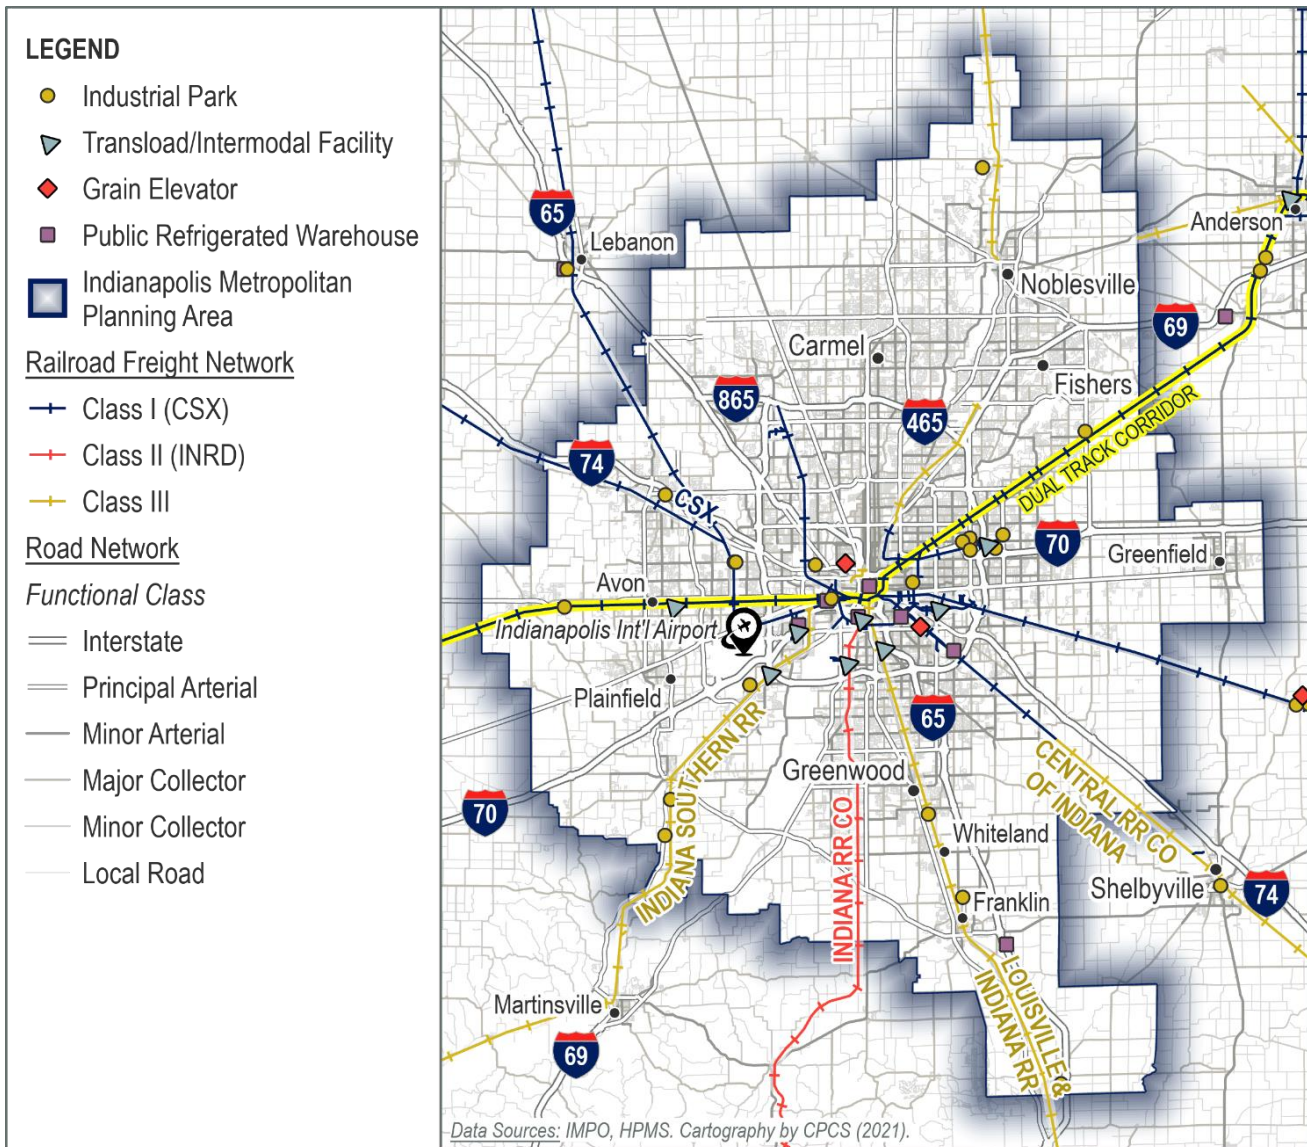 LEGEND
Industrial Park
Transload/Intermodal Facility
Grain Elevator
Public Refrigerated Warehouse
Indianapolis Metropolitan
Planning Area
Railroad Freight Network
Class I (CSX)
Class II (INRD)
Class III
Road Network
Functional Class
Interstate
Principal Arterial
Minor Arterial
Major Collector
Minor Collector
Local Road
65
Lebanon
Anderson
Noblesville
69
Carmel
Fishers
865
465
DUAL TRACK CORRIDOR
74
CSX
70
Greenfield
Avon
Indianapolis Int'l Airport
Plainfield
65
INDIANA SOUTHERN RR
Greenwood
CENTRAL RR CO
OF INDIANA
70
INDIANA RR CO
Whiteland
Shelbyville
74
Franklin
LOUISVILLE &
INDIANA RR
Martinsville
69
Data Sources: IMPO, HPMS. Cartography by CPCS (2021).